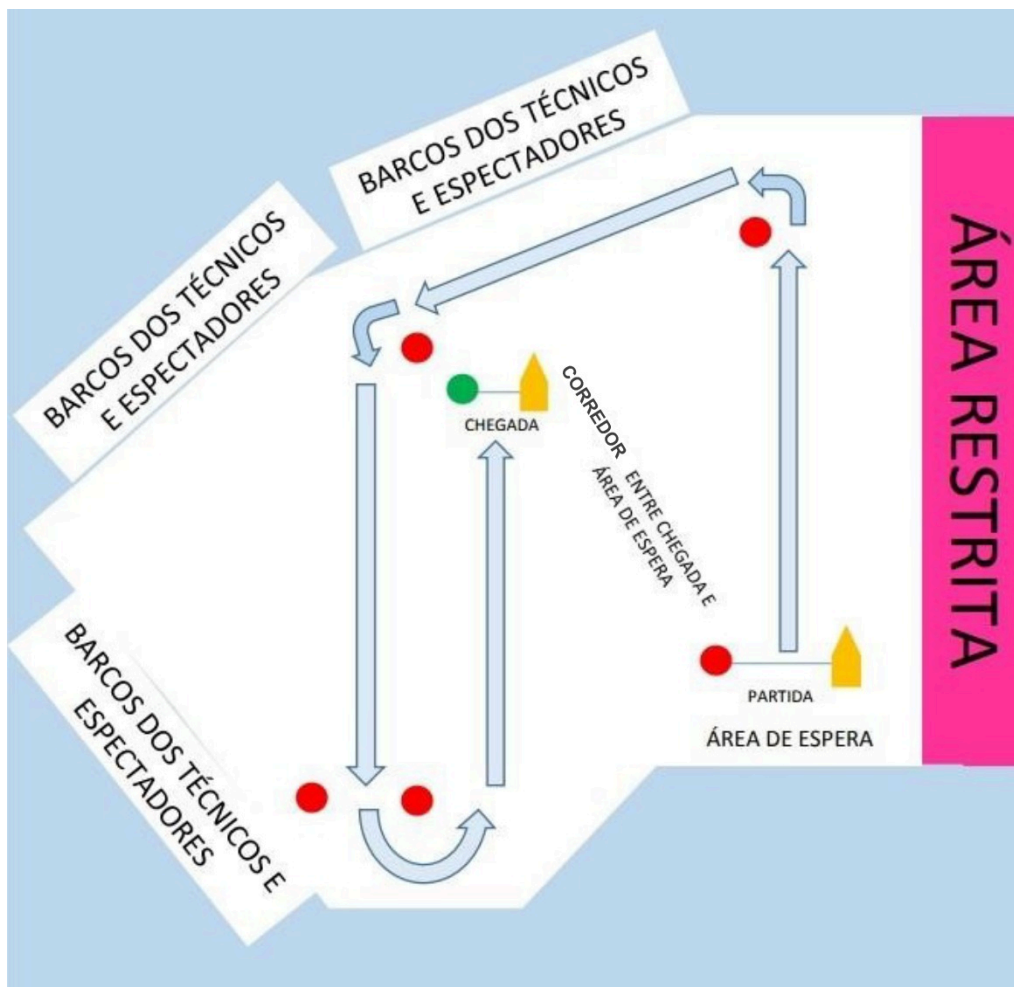 BARCOS DOS TÉCNICOS
E ESPECTADORES
BARCOS DOS TÉCNICOS
E ESPECTADORES
ÁREA RESTRITA
CHEGADA
CORREDOR ENTRE CHEGADA E
ÁREA DE ESPERA
PARTIDA
ÁREA DE ESPERA
BARCOS DOS TÉCNICOS E
ESPECTADORES